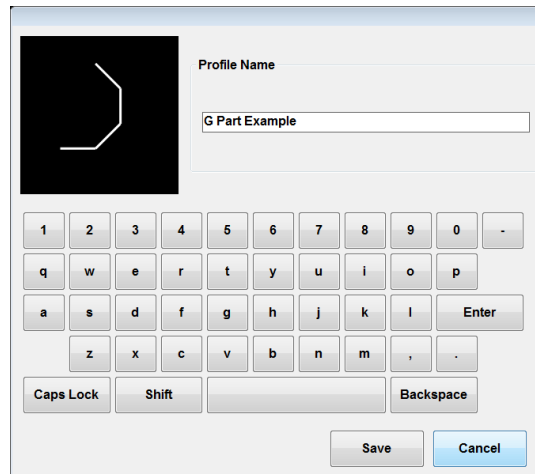 Profile Name
G Part Example
1 2 3 4 5 6 7 8 9 0 -
q w e r t y u i o p
a s d f g h j k l Enter
z x c v b n m , .
Caps Lock Shift Backspace
Save Cancel